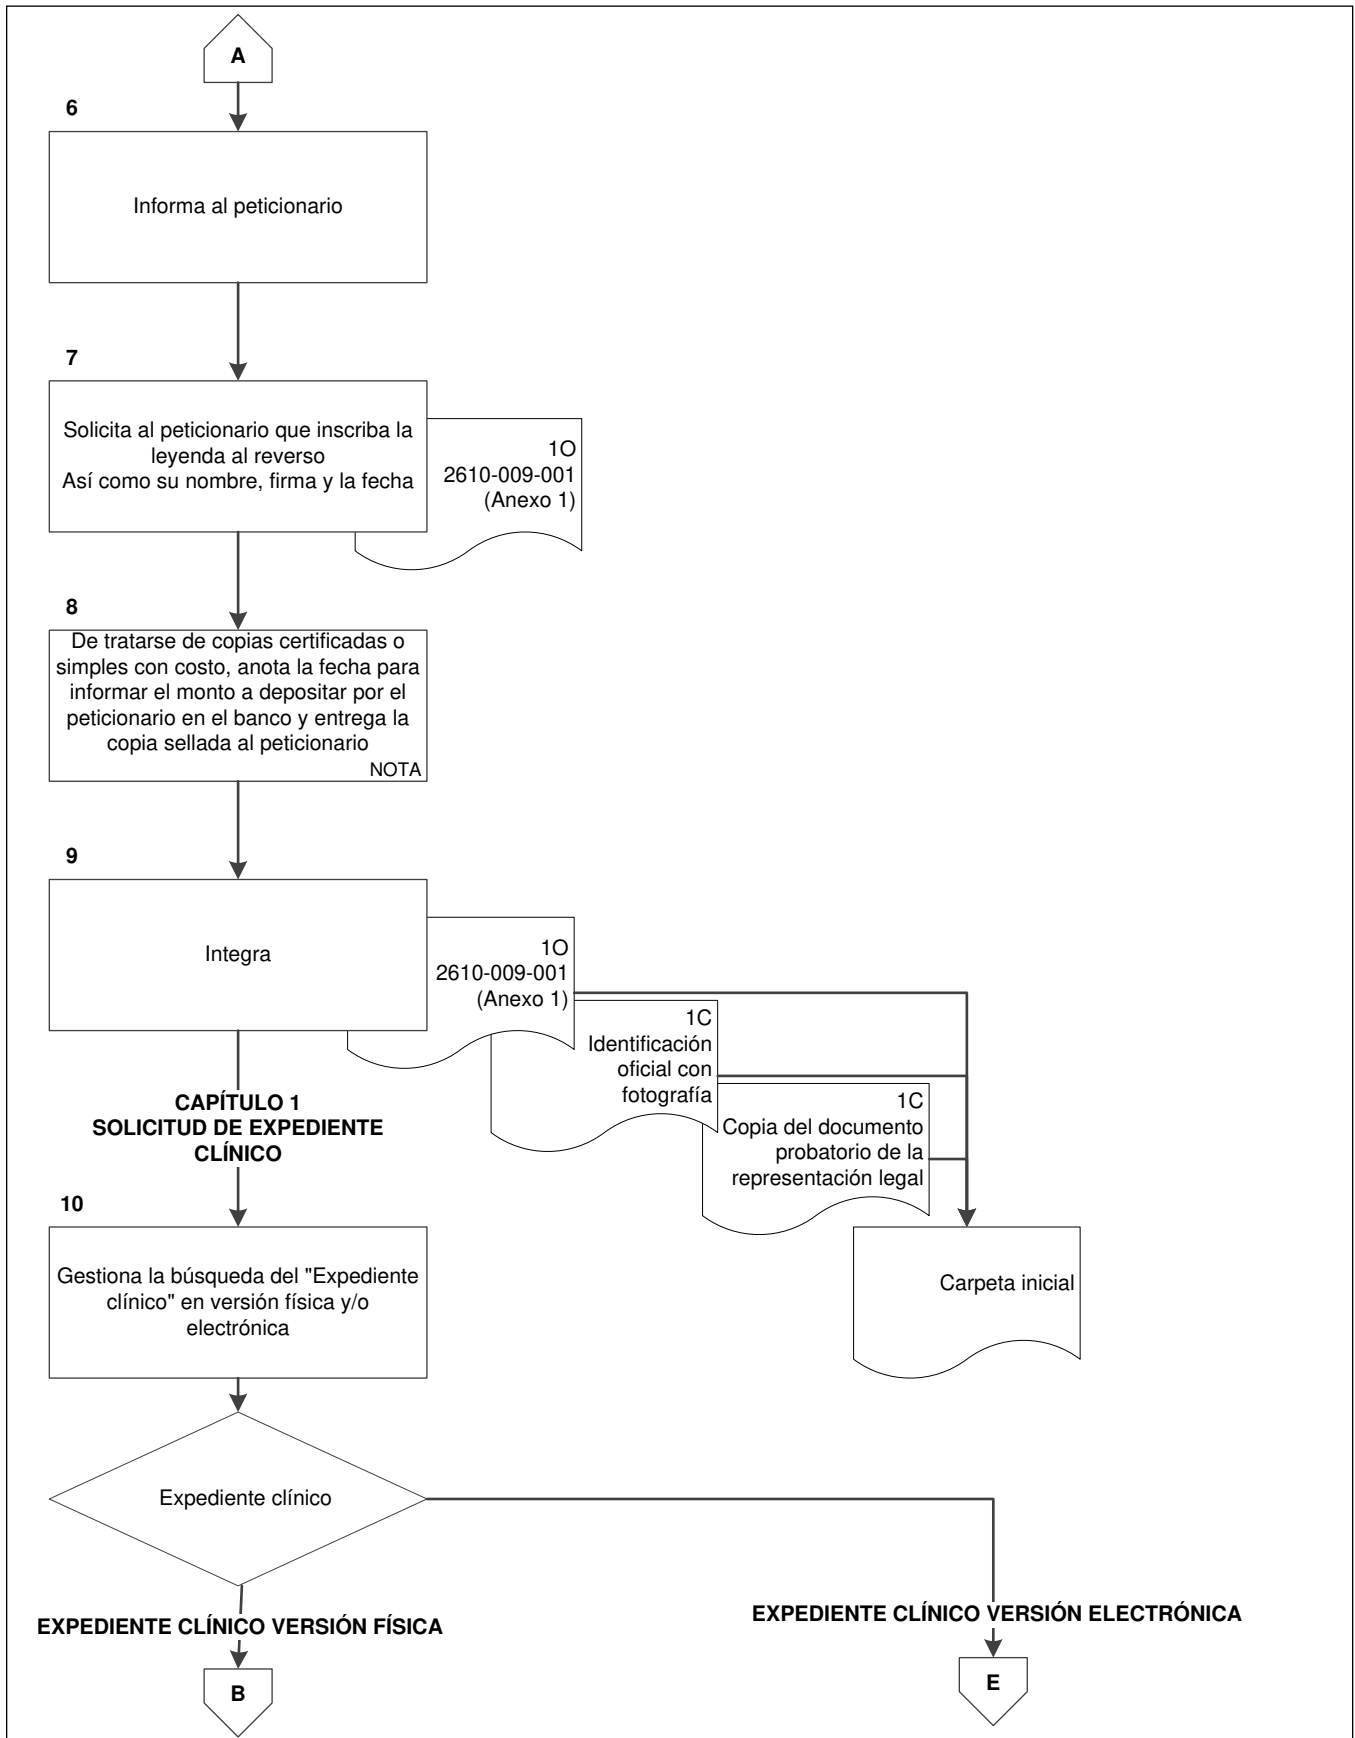 A
6
Informa al peticionario
7
Solicita al peticionario que inscriba la
leyenda al reverso
Así como su nombre, firma y la fecha
1O
2610-009-001
(Anexo 1)
8
De tratarse de copias certificadas o
simples con costo, anota la fecha para
informar el monto a depositar por el
peticionario en el banco y entrega la
copia sellada al peticionario
NOTA
9
Integra
1O
2610-009-001
(Anexo 1)
1C
Identificación
oficial con
fotografía
1C
Copia del documento
probatorio de la
representación legal
Carpeta inicial
CAPÍTULO 1
SOLICITUD DE EXPEDIENTE
CLÍNICO
10
Gestiona la búsqueda del "Expediente
clínico" en versión física y/o
electrónica
Expediente clínico
EXPEDIENTE CLÍNICO VERSIÓN FÍSICA
EXPEDIENTE CLÍNICO VERSIÓN ELECTRÓNICA
B
E